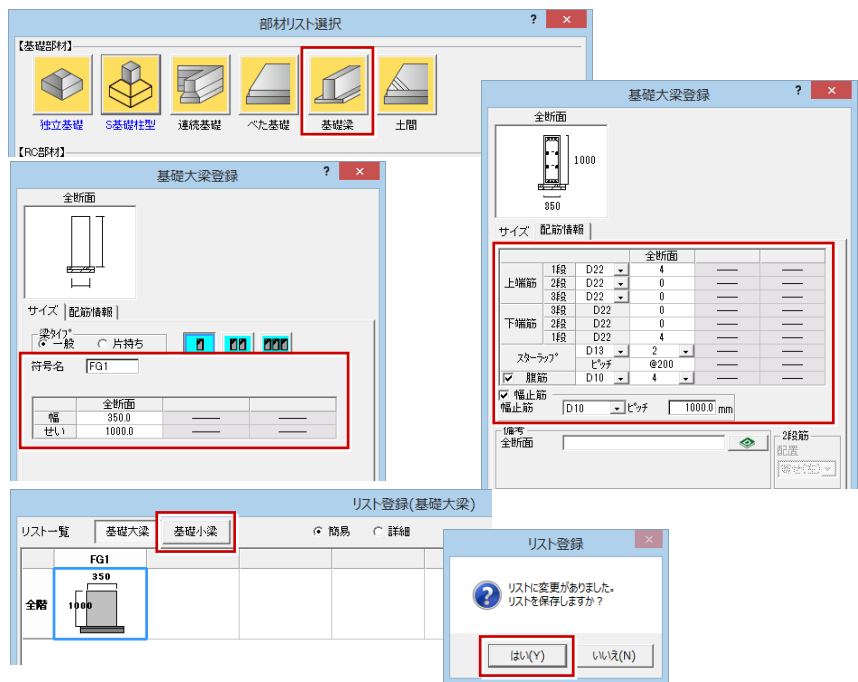 部材リスト選択
? ×
【基礎部材】
独立基礎 S基礎柱型 連続基礎 べた基礎 基礎梁 土間
【RC部材】
基礎大梁登録
? ×
全断面
サイズ 配筋情報
梁タイプ
一般 片持ち
符号名 FG1
全断面
幅 350.0 ―― ――
せい 1000.0 ―― ――
基礎大梁登録
? ×
全断面
1000
350
サイズ 配筋情報
全断面
上端筋 1段 D22 4 ―― ――
2段 D22 0 ―― ――
3段 D22 0 ―― ――
下端筋 3段 D22 0 ―― ――
2段 D22 0 ―― ――
1段 D22 4 ―― ――
スターラップ D13 2 ―― ――
ピッチ @200 ―― ――
腹筋 D10 4 ―― ――
幅止筋
幅止筋 D10 ピッチ 1000.0 mm
備考
全断面
2段筋
配置
寄せ(左)
リスト登録(基礎大梁)
リスト一覧 基礎大梁 基礎小梁 簡易 詳細
FG1
全階
350
1000
リスト登録
×
リストに変更がありました。
リストを保存しますか？
はい(Y) いいえ(N)